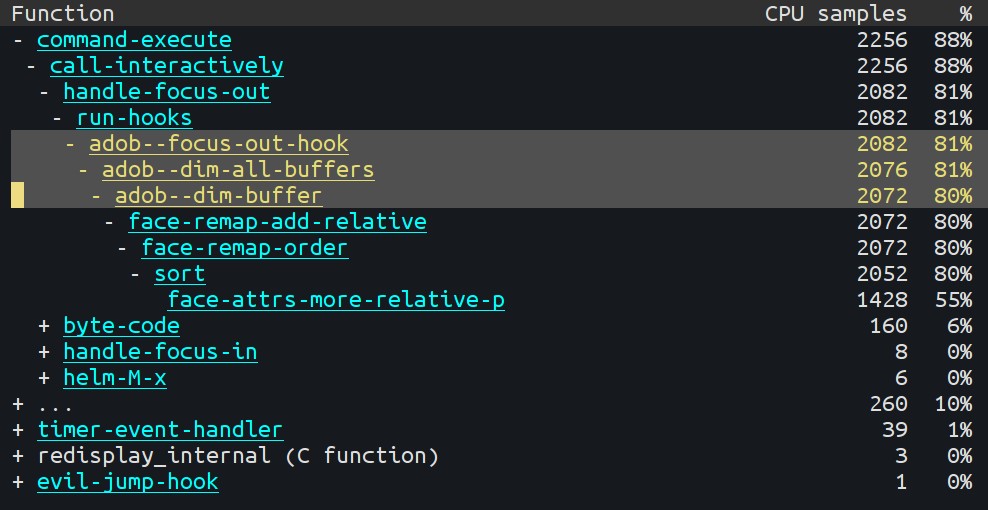 Function CPU samples %
- command-execute 2256 88%
- call-interactively 2256 88%
- handle-focus-out 2082 81%
- run-hooks 2082 81%
- adob--focus-out-hook 2082 81%
- adob--dim-all-buffers 2076 81%
- adob--dim-buffer 2072 80%
- face-remap-add-relative 2072 80%
- face-remap-order 2072 80%
- sort 2052 80%
face-attrs-more-relative-p 1428 55%
+ byte-code 160 6%
+ handle-focus-in 8 0%
+ helm-M-x 6 0%
+ ... 260 10%
+ timer-event-handler 39 1%
+ redisplay_internal (C function) 3 0%
+ evil-jump-hook 1 0%